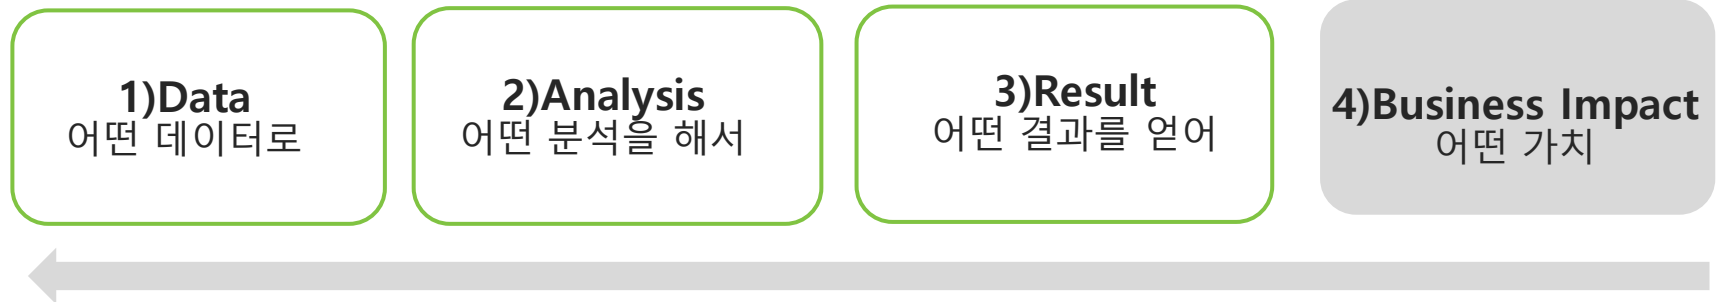 1)Data
어떤 데이터로
2)Analysis
어떤 분석을 해서
3)Result
어떤 결과를 얻어
4)Business Impact
어떤 가치